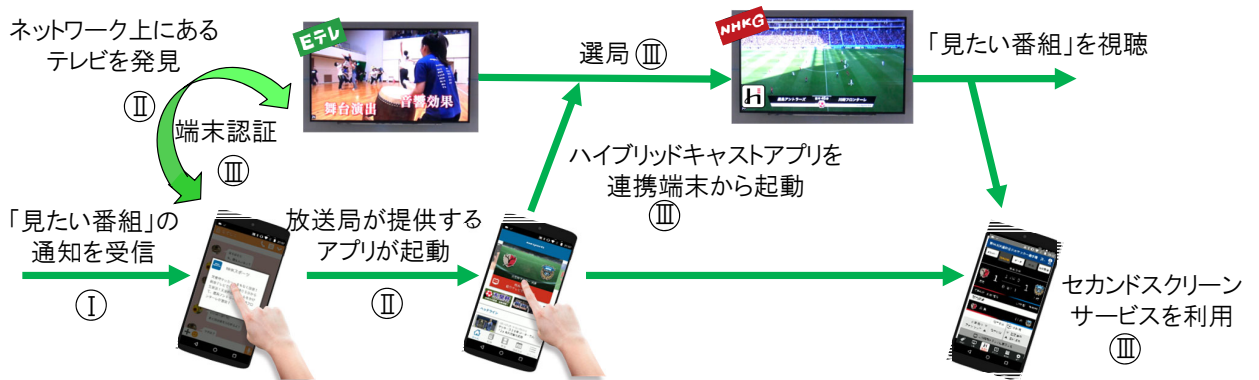 ネットワーク上にある
テレビを発見
Ⅱ
端末認証
Ⅲ
Eテレ
舞台演出
音響効果
選局 Ⅲ
NHKG
「見たい番組」を視聴
ハイブリッドキャストアプリを
連携端末から起動
Ⅲ
「見たい番組」の
通知を受信
Ⅰ
放送局が提供する
アプリが起動
Ⅱ
1
1
セカンドスクリーン
サービスを利用
Ⅲ